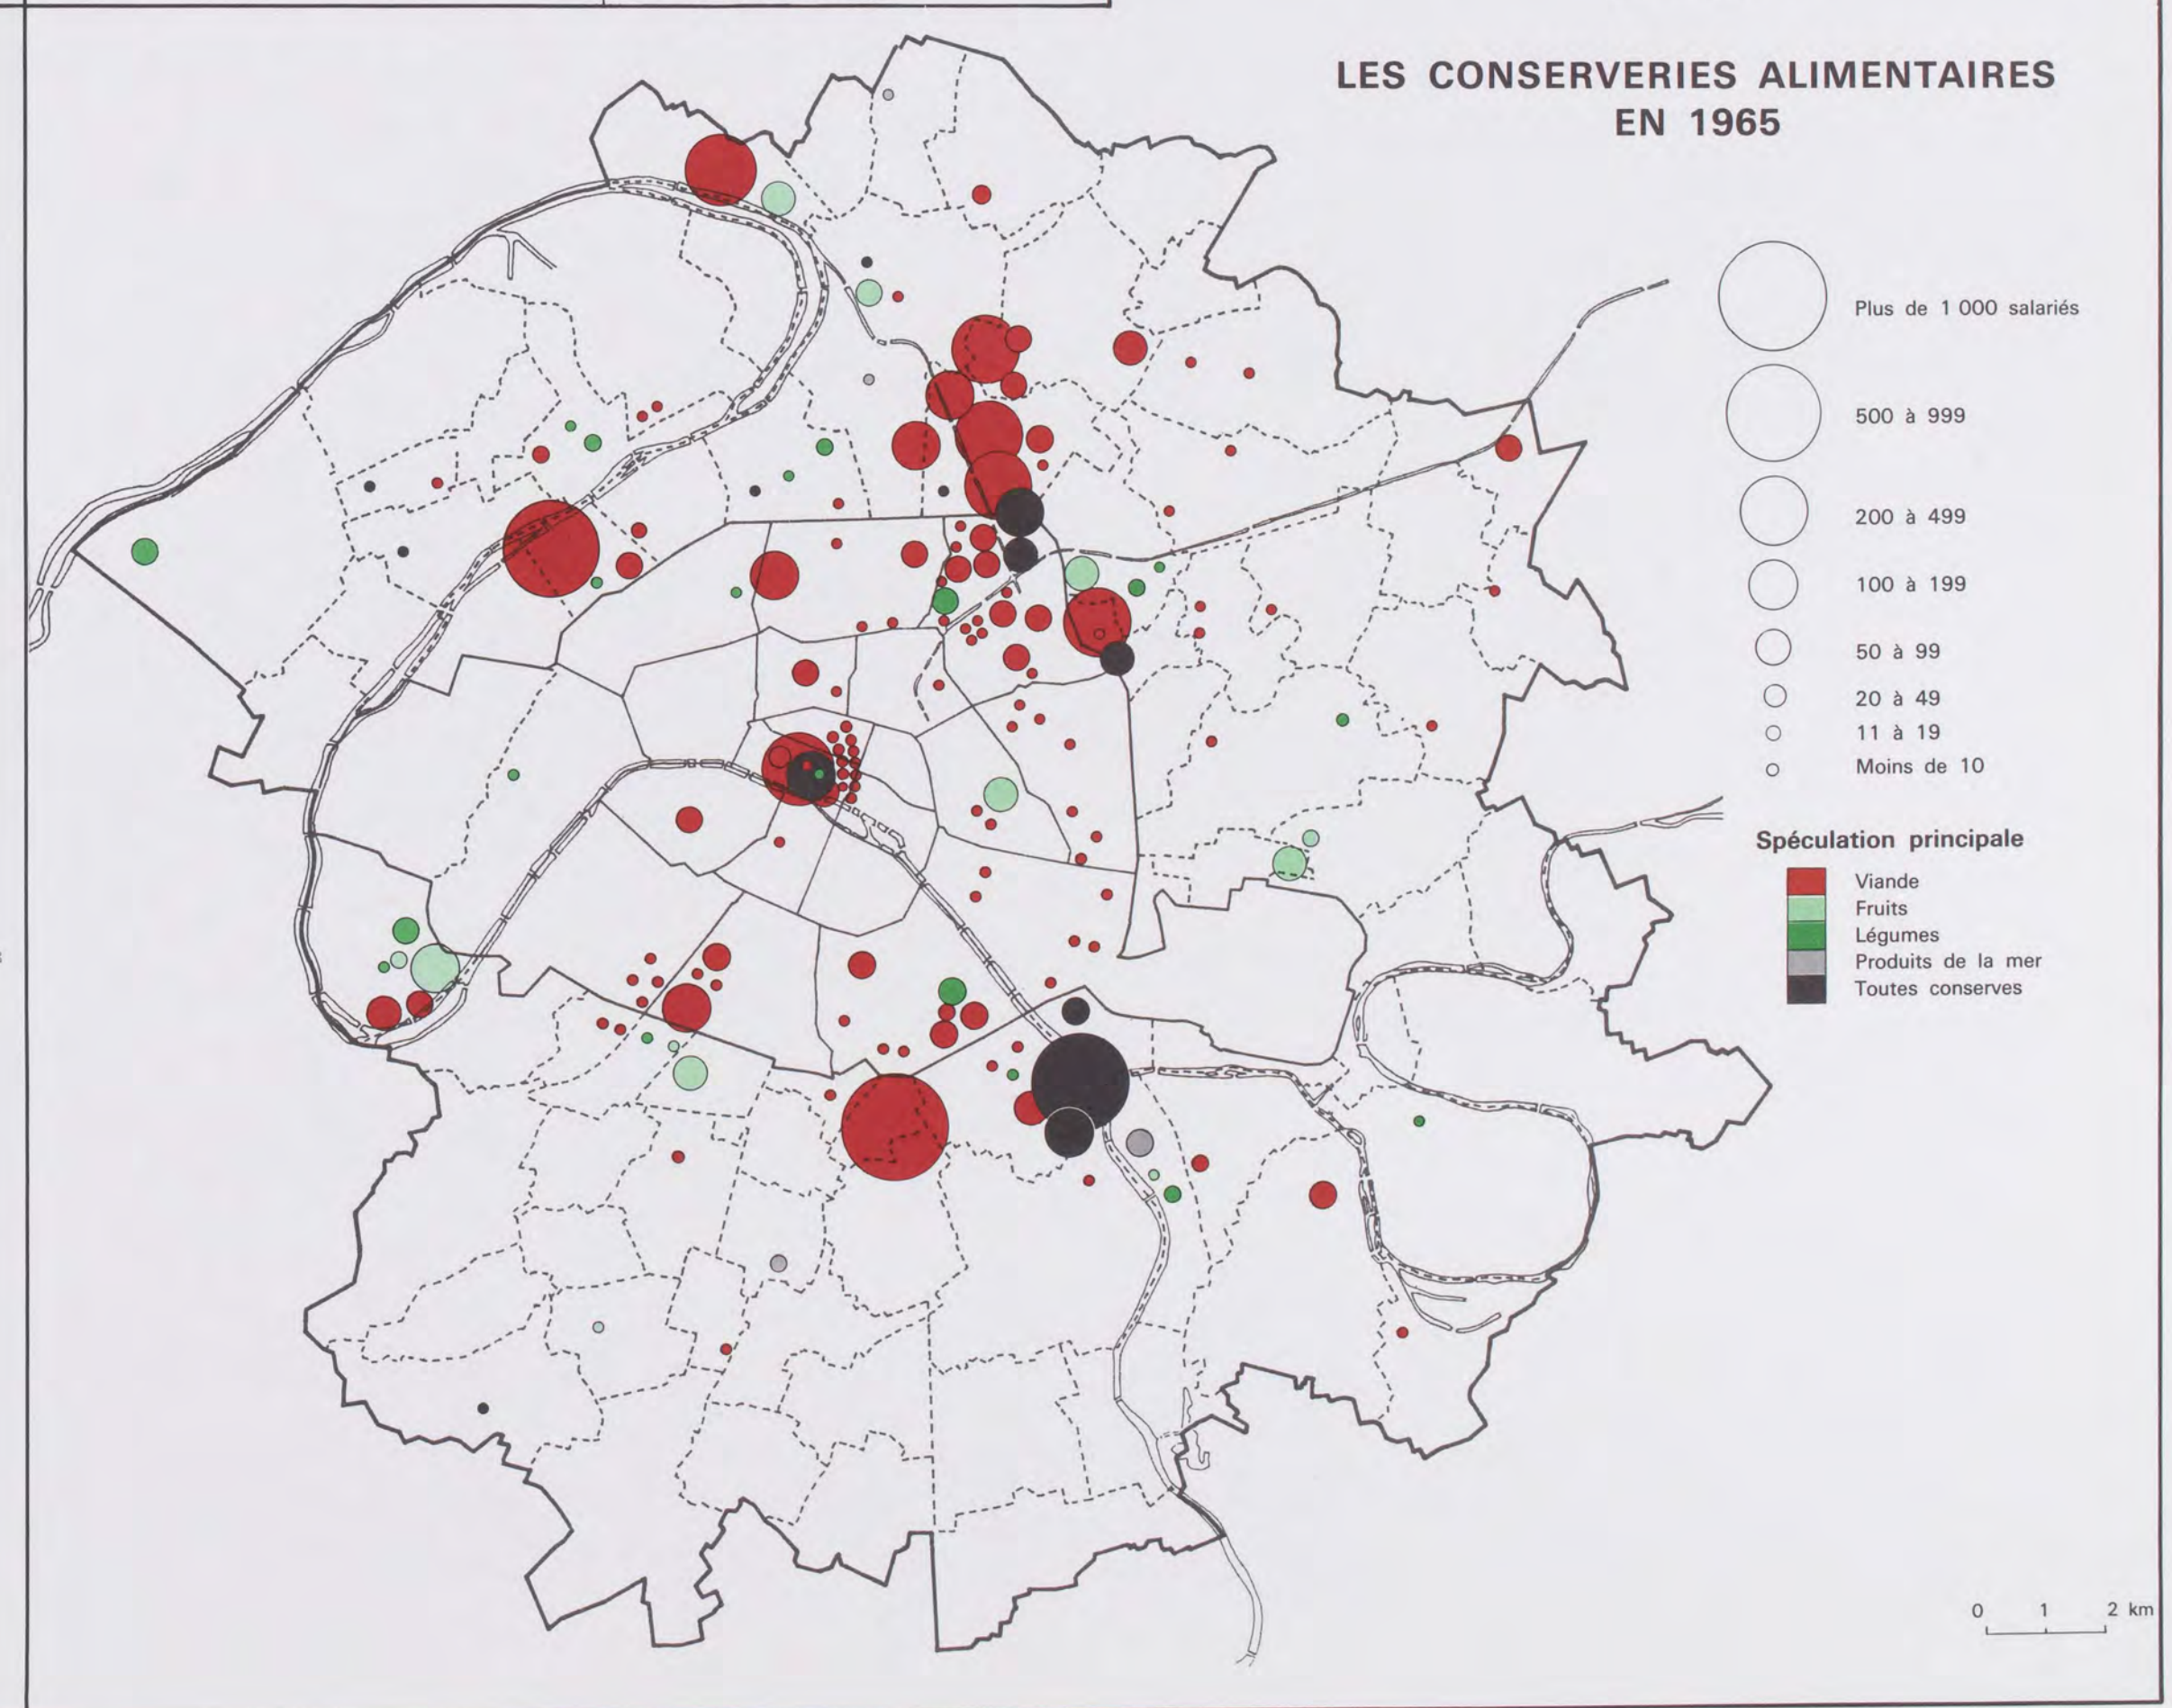 LES CONSERVERIES ALIMENTAIRES
EN 1965
Plus de 1 000 salariés
500 à 999
200 à 499
100 à 199
50 à 99
20 à 49
11 à 19
Moins de 10
Spéculation principale
Viande
Fruits
Légumes
Produits de la mer
Toutes conserves
0 1 2 km